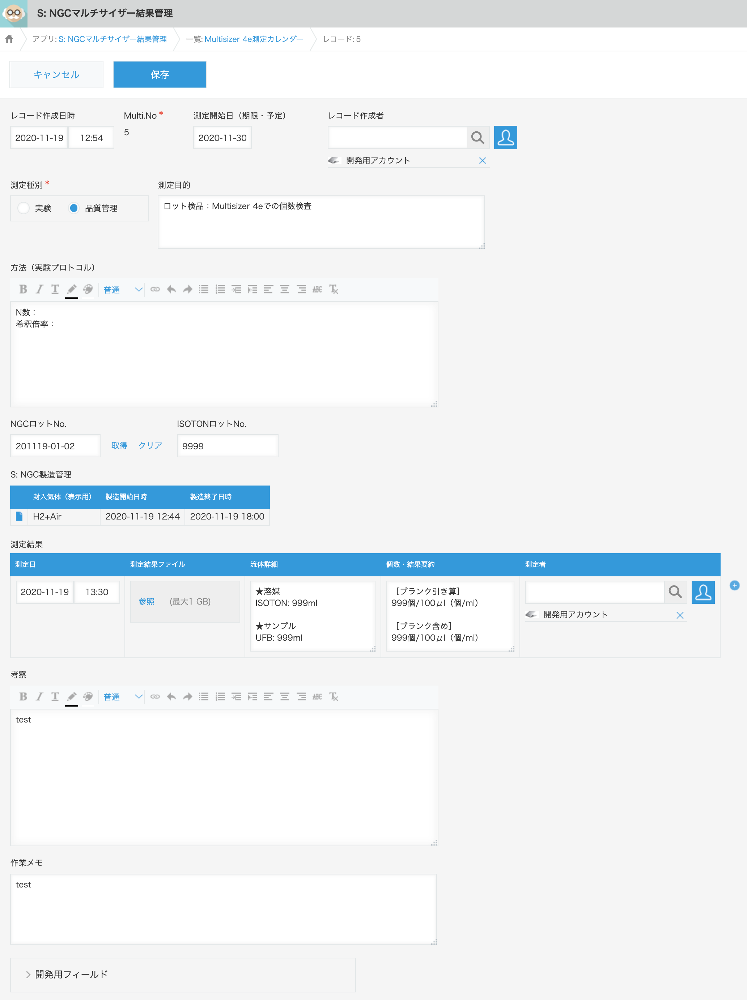 S: NGCマルチサイザー結果管理
アプリ: S: NGCマルチサイザー結果管理 一覧: Multisizer 4e測定カレンダー レコード: 5
キャンセル 保存
レコード作成日時 Multi.No * 測定開始日（期限・予定） レコード作成者
2020-11-19 12:54 5 2020-11-30
開発用アカウント
測定種別 * 測定目的
実験 品質管理 ロット検品：Multisizer 4eでの個数検査
方法（実験プロトコル）
B I T 普通 ABC Tx
N数：
希釈倍率：
NGCロットNo. ISOTONロットNo.
201119-01-02 取得 クリア 9999
S: NGC製造管理
封入気体（表示用） 製造開始日時 製造終了日時
H2+Air 2020-11-19 12:44 2020-11-19 18:00
測定結果
測定日 測定結果ファイル 流体詳細 個数・結果要約 測定者
2020-11-19 13:30
参照 (最大1 GB)
★溶媒
ISOTON: 999ml
★サンプル
UFB: 999ml
［ブランク引き算］
999個/100μl（個/ml）
［ブランク含め］
999個/100μl（個/ml）
開発用アカウント
考察
B I T 普通 ABC Tx
test
作業メモ
test
開発用フィールド